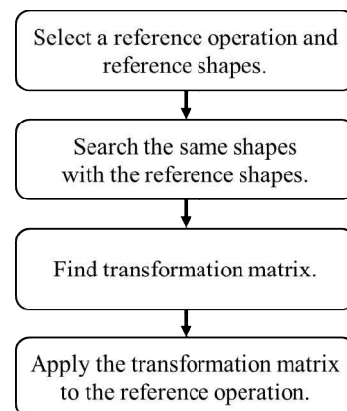 Select a reference operation and
reference shapes.
Search the same shapes
with the reference shapes.
Find transformation matrix.
Apply the transformation matrix
to the reference operation.